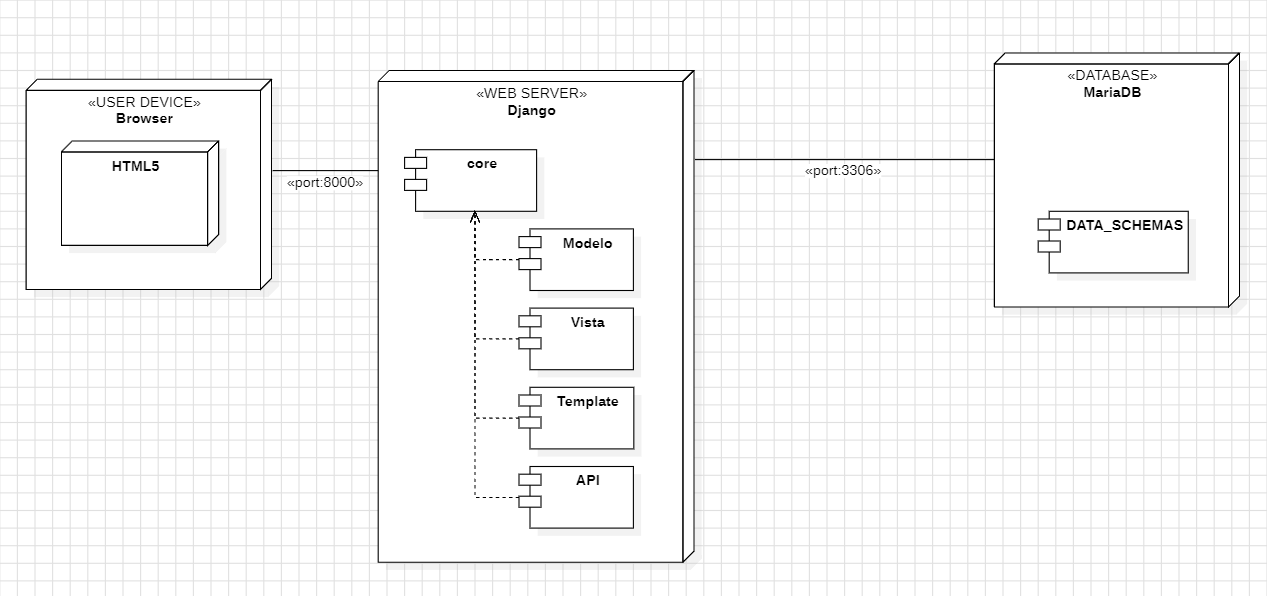 «USER DEVICE»
Browser
HTML5
«port:8000»
«WEB SERVER»
Django
core
Modelo
Vista
Template
API
«port:3306»
«DATABASE»
MariaDB
DATA_SCHEMAS